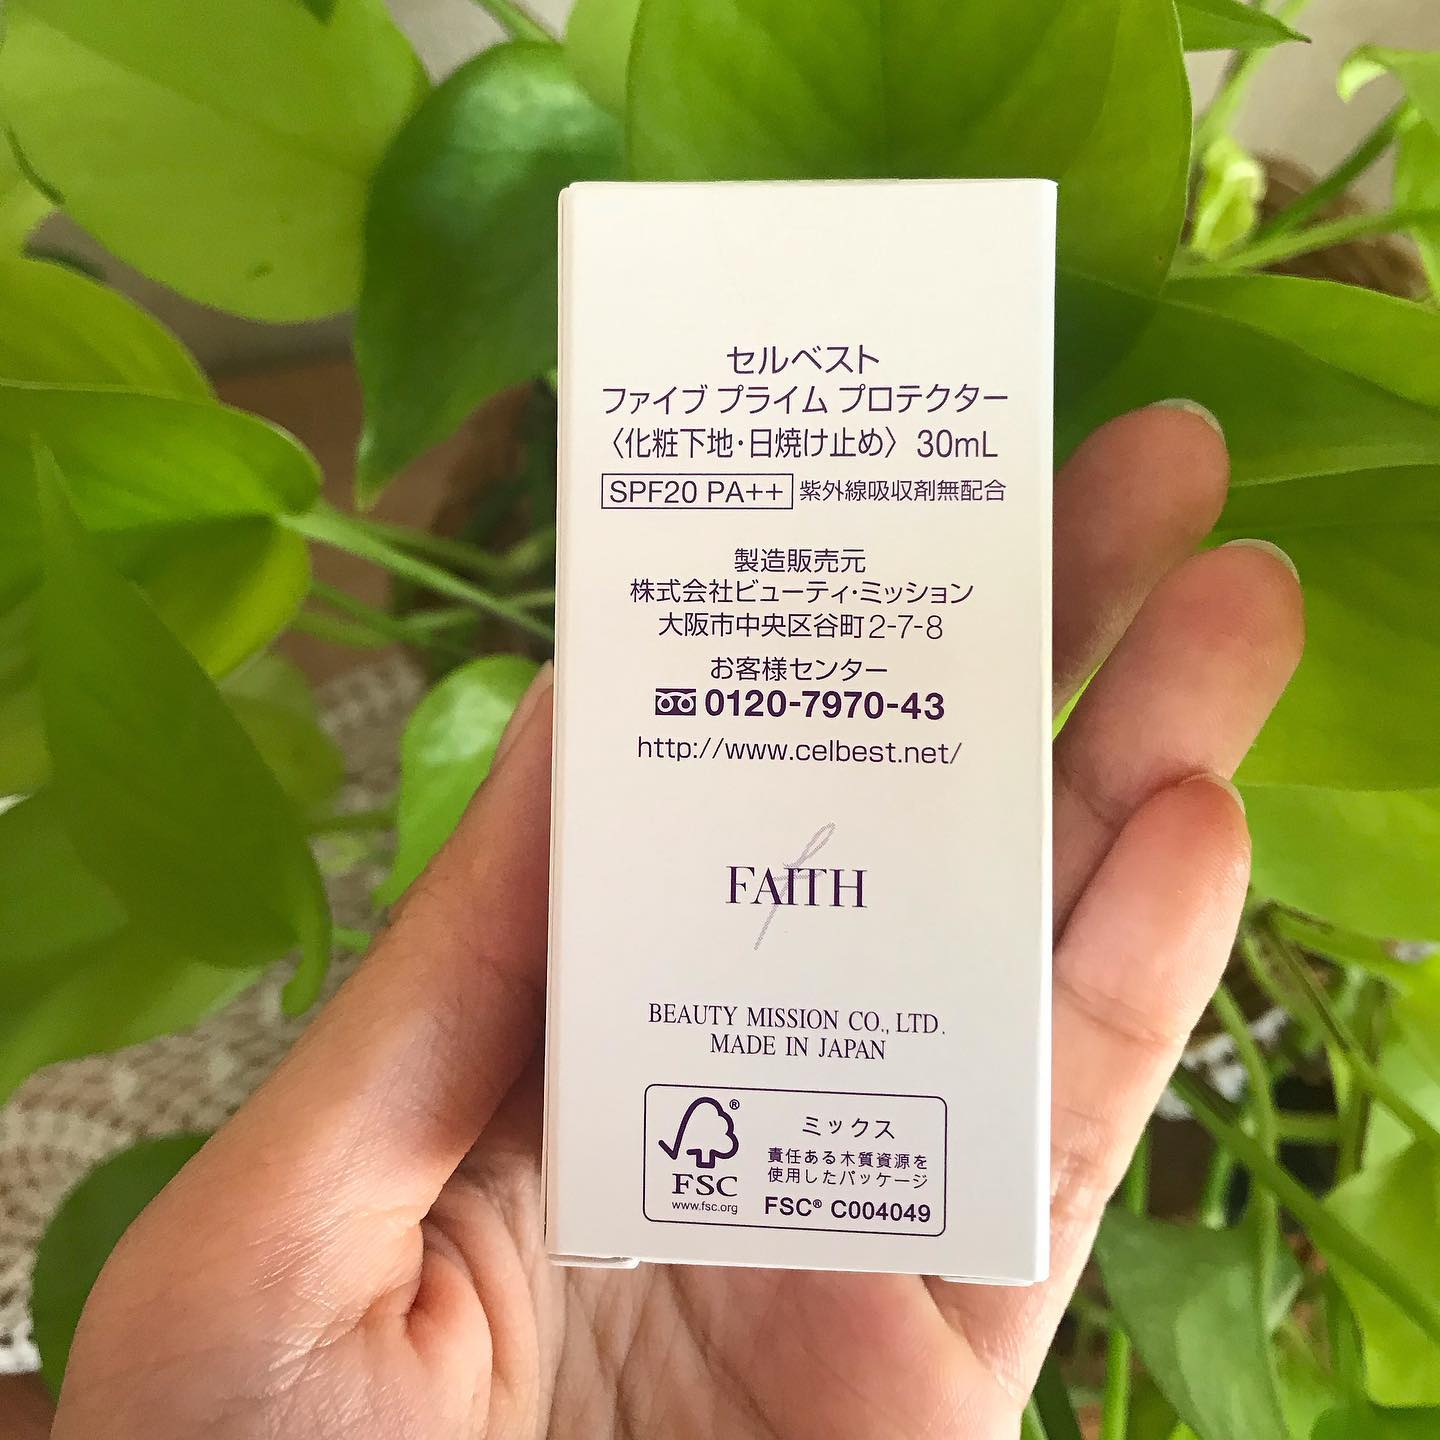 セルベスト
ファイブ プライム プロテクター
〈化粧下地・日焼け止め〉 30mL
SPF20 PA++ 紫外線吸収剤無配合
製造販売元
株式会社ビューティ・ミッション
大阪市中央区谷町2-7-8
お客様センター
0120-7970-43
http://www.celbest.net/
FAITH
BEAUTY MISSION CO., LTD.
MADE IN JAPAN
ミックス
責任ある木質資源を
使用したパッケージ
FSC® C004049
®
FSC
www.fsc.org